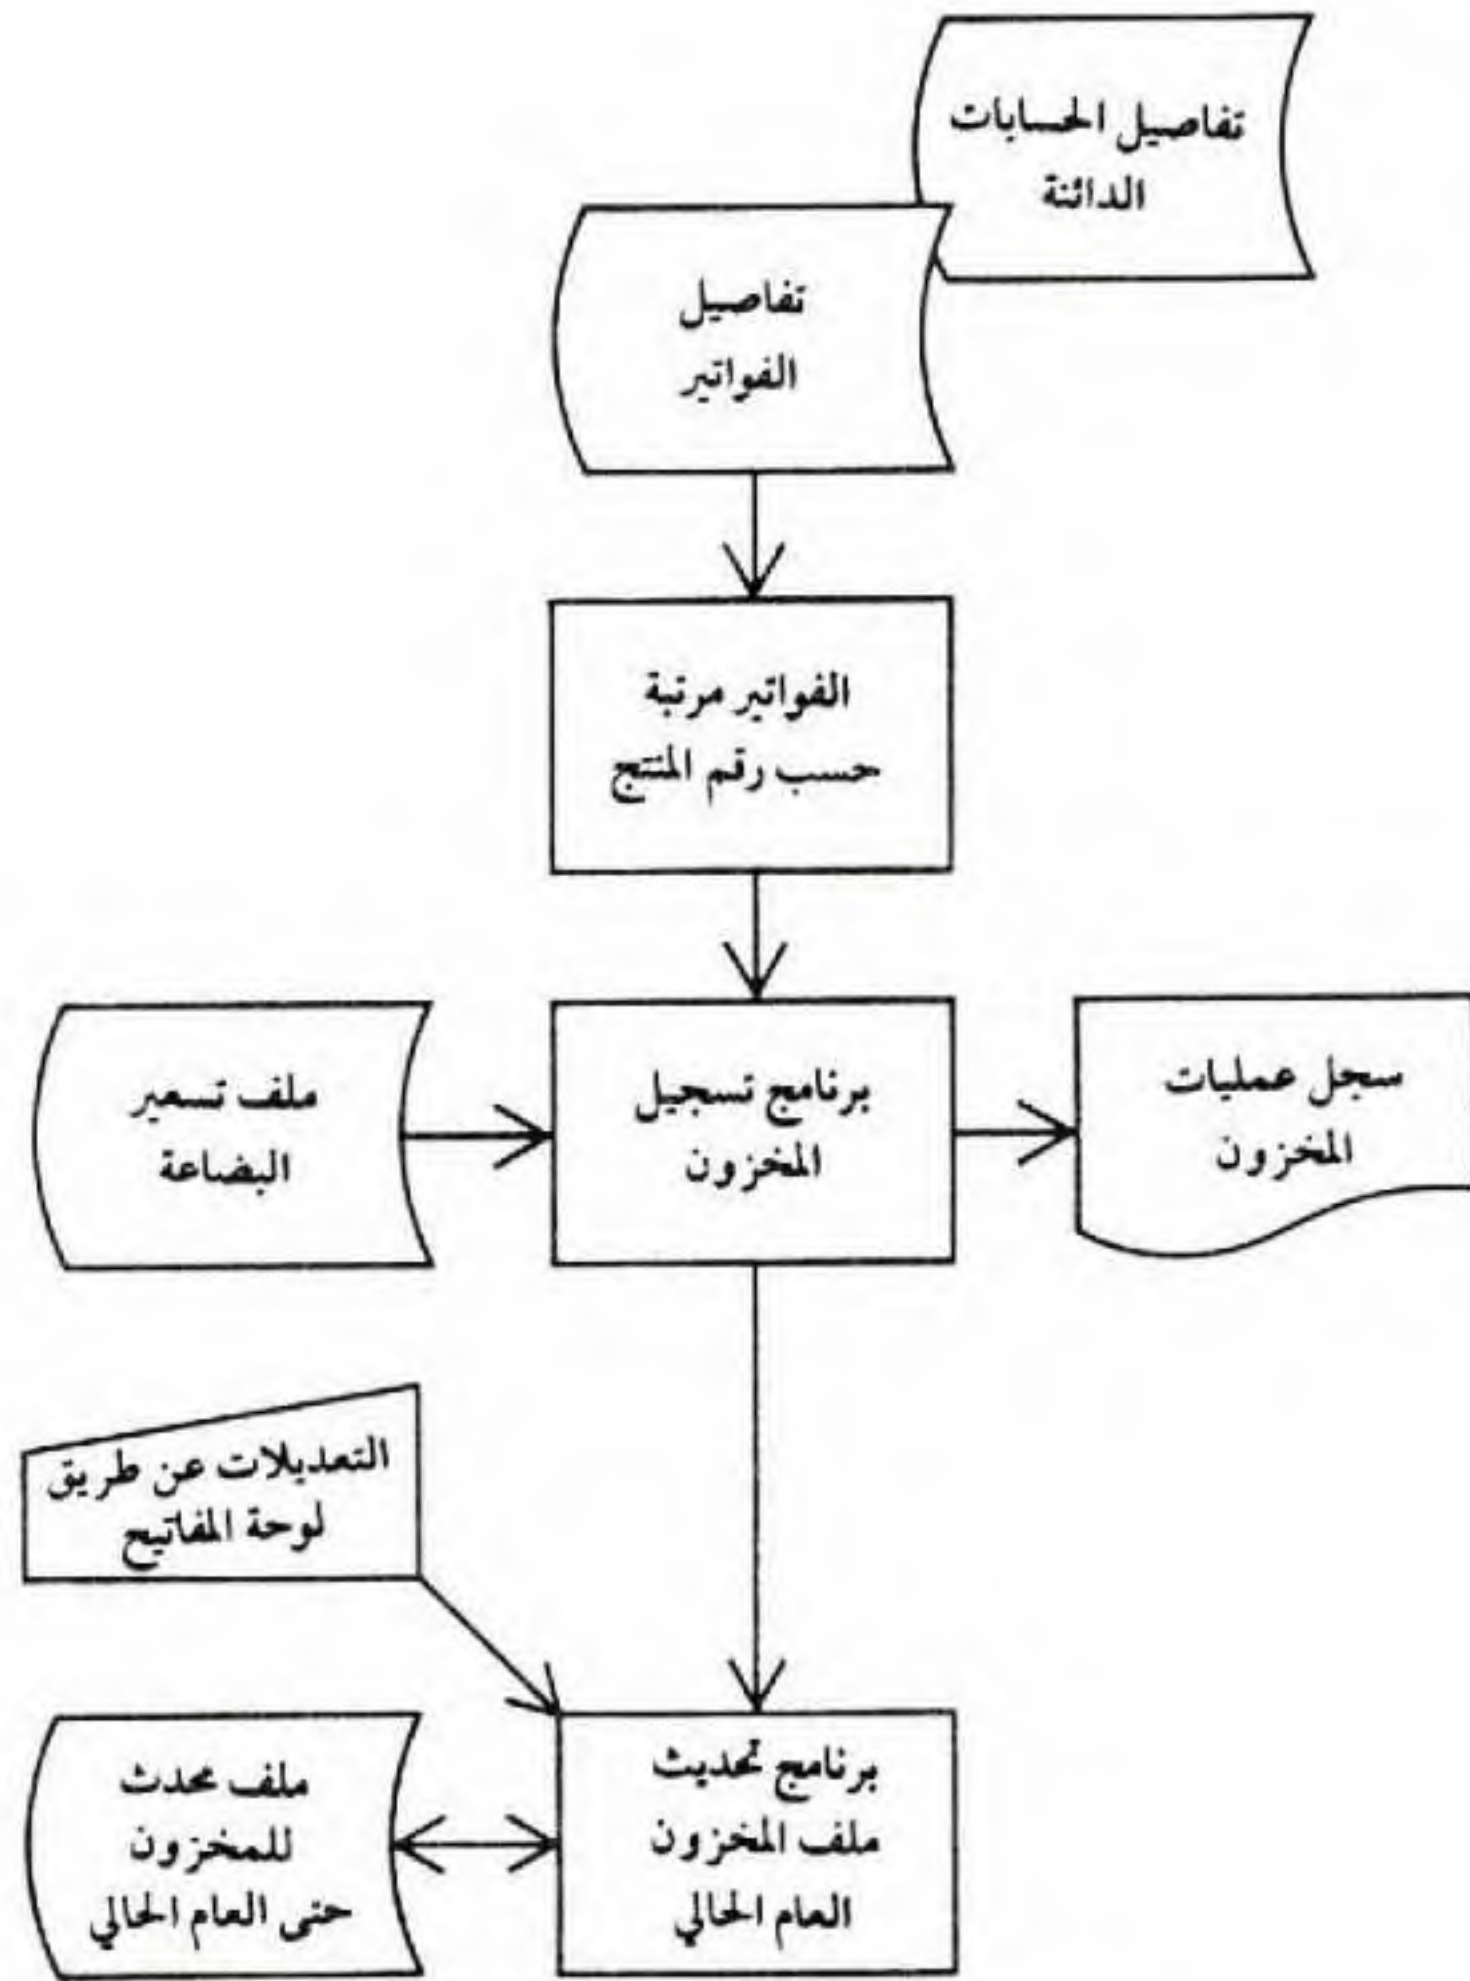 تفاصيل الحسابات
الدائنة
تفاصيل
الفواتير
الفواتير مرتبة
حسب رقم المنتج
ملف تسعير
البضاعة
برنامج تسجيل
المخزون
سجل عمليات
المخزون
التعديلات عن طريق
لوحة المفاتيح
برنامج تحديث
ملف المخزون
العام الحالي
ملف محدث
للمخزون
حتى العام الحالي